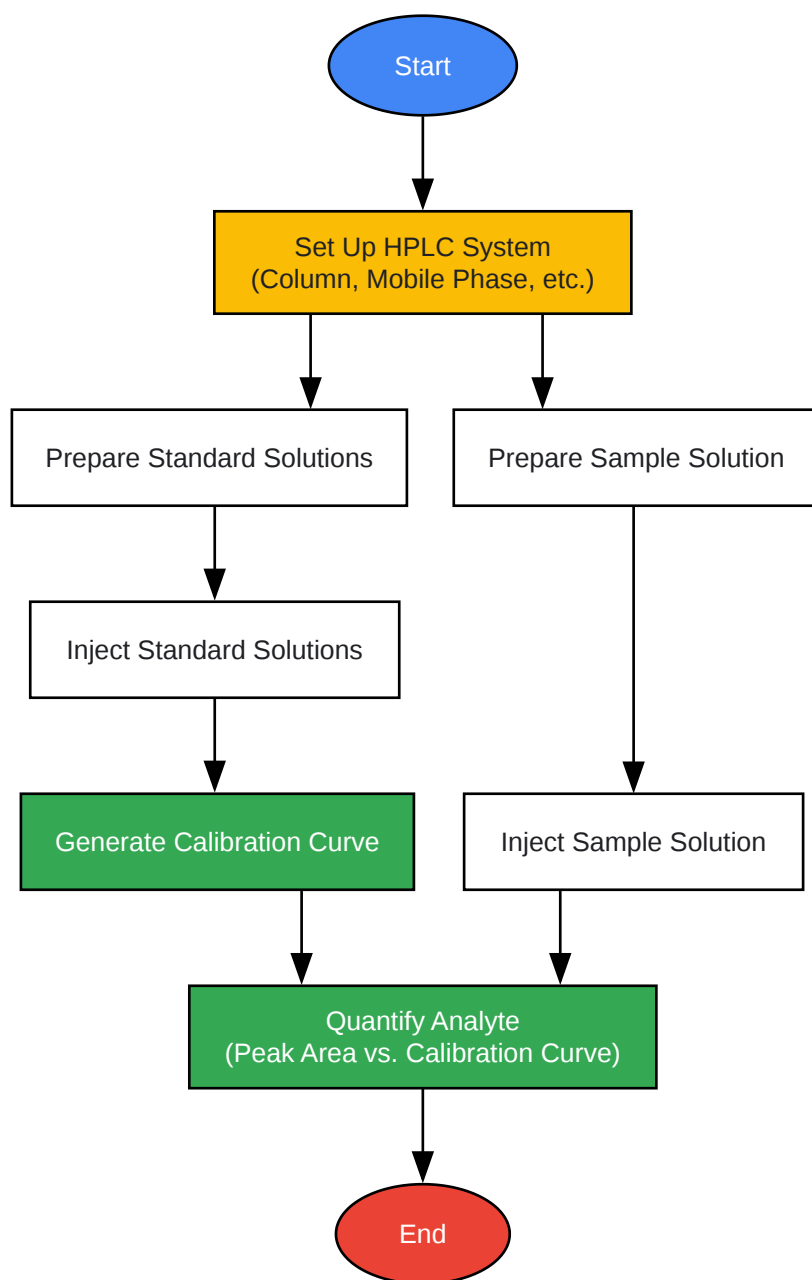 Start
Set Up HPLC System
(Column, Mobile Phase, etc.)
Prepare Standard Solutions
Prepare Sample Solution
Inject Standard Solutions
Generate Calibration Curve
Inject Sample Solution
Quantify Analyte
(Peak Area vs. Calibration Curve)
End